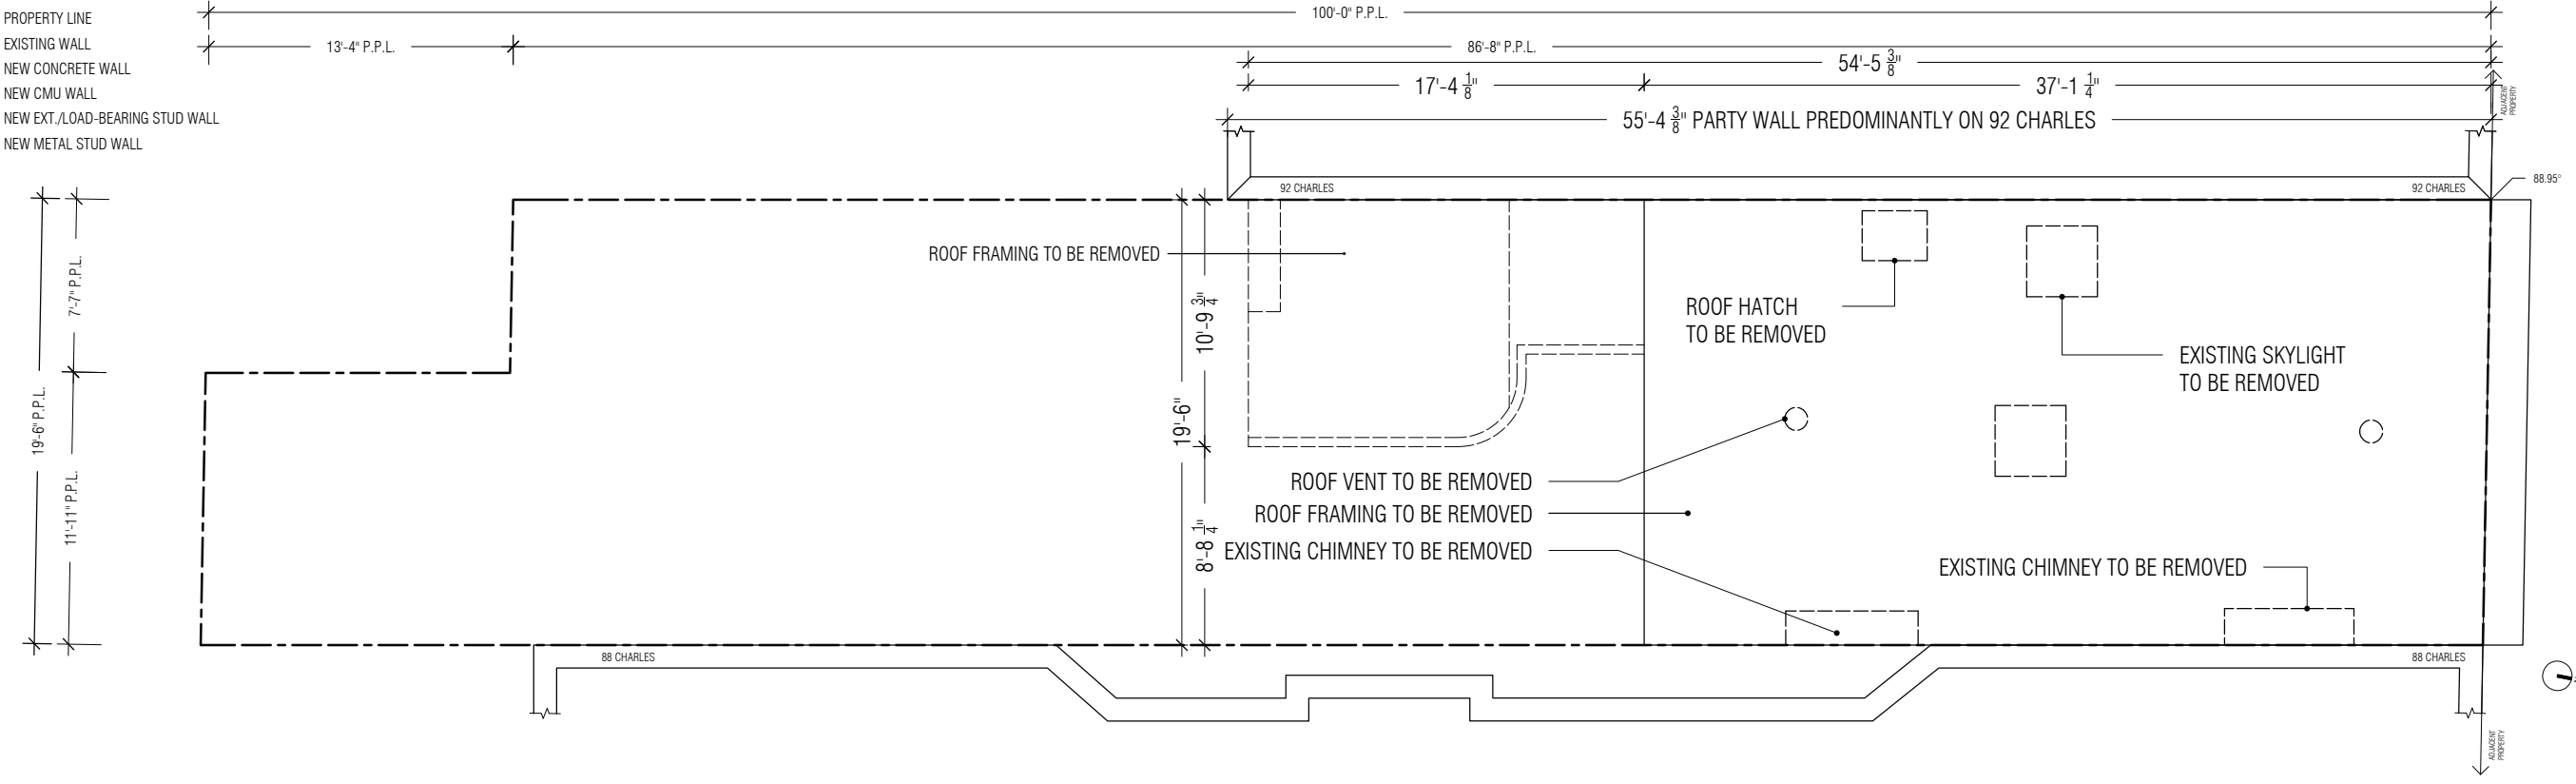 PROPERTY LINE
EXISTING WALL
NEW CONCRETE WALL
NEW CMU WALL
NEW EXT./LOAD-BEARING STUD WALL
NEW METAL STUD WALL
100'-0" P.P.L.
13'-4" P.P.L.
86'-8" P.P.L.
54'-5 3/8"
17'-4 1/8"
37'-1 1/4"
55'-4 3/8" PARTY WALL PREDOMINANTLY ON 92 CHARLES
ADJACENT
PROPERTY
92 CHARLES
92 CHARLES
88.95°
7'-7" P.P.L.
19'-6" P.P.L.
11'-11" P.P.L.
ROOF FRAMING TO BE REMOVED
10'-9 3/4"
19'-6"
8'-8 1/4"
ROOF HATCH
TO BE REMOVED
EXISTING SKYLIGHT
TO BE REMOVED
ROOF VENT TO BE REMOVED
ROOF FRAMING TO BE REMOVED
EXISTING CHIMNEY TO BE REMOVED
EXISTING CHIMNEY TO BE REMOVED
88 CHARLES
88 CHARLES
ADJACENT
PROPERTY